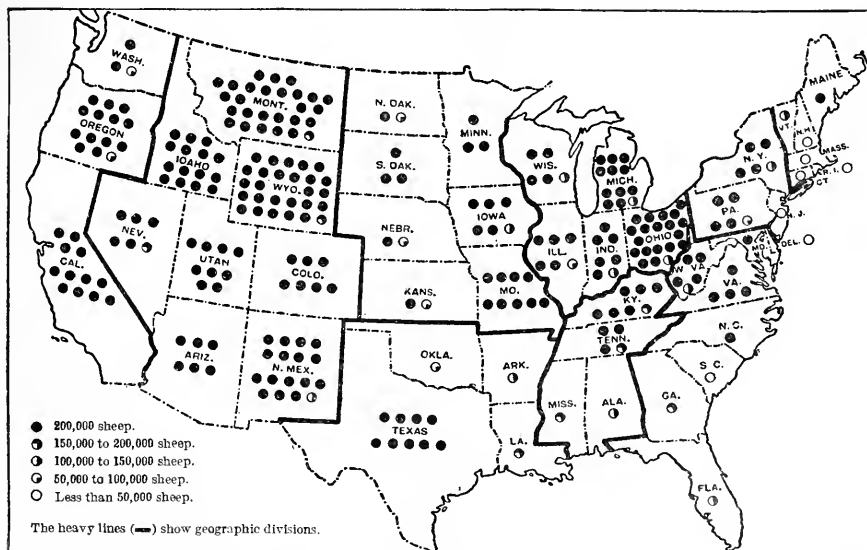 WASH.
MONT.
OREGON
IDAHO
WYO.
NEV.
UTAH
COLO.
CAL.
ARIZ.
N. MEX.
N. DAK.
S. DAK.
NEBR.
KANS.
OKLA.
TEXAS
MINN.
IOWA
MO.
ARK.
LA.
WIS.
MICH.
ILL.
IND.
OHIO
KY.
TENN.
MISS.
ALA.
GA.
FLA.
S C.
N. C.
VA.
W VA.
MD.
DEL.
N. J.
PA.
N. Y.
CT.
R. I.
MASS.
N.H.
VT.
MAINE
200,000 sheep.
150,000 to 200,000 sheep.
100,000 to 150,000 sheep.
50,000 to 100,000 sheep.
Less than 50,000 sheep.
The heavy lines (▬) show geographic divisions.